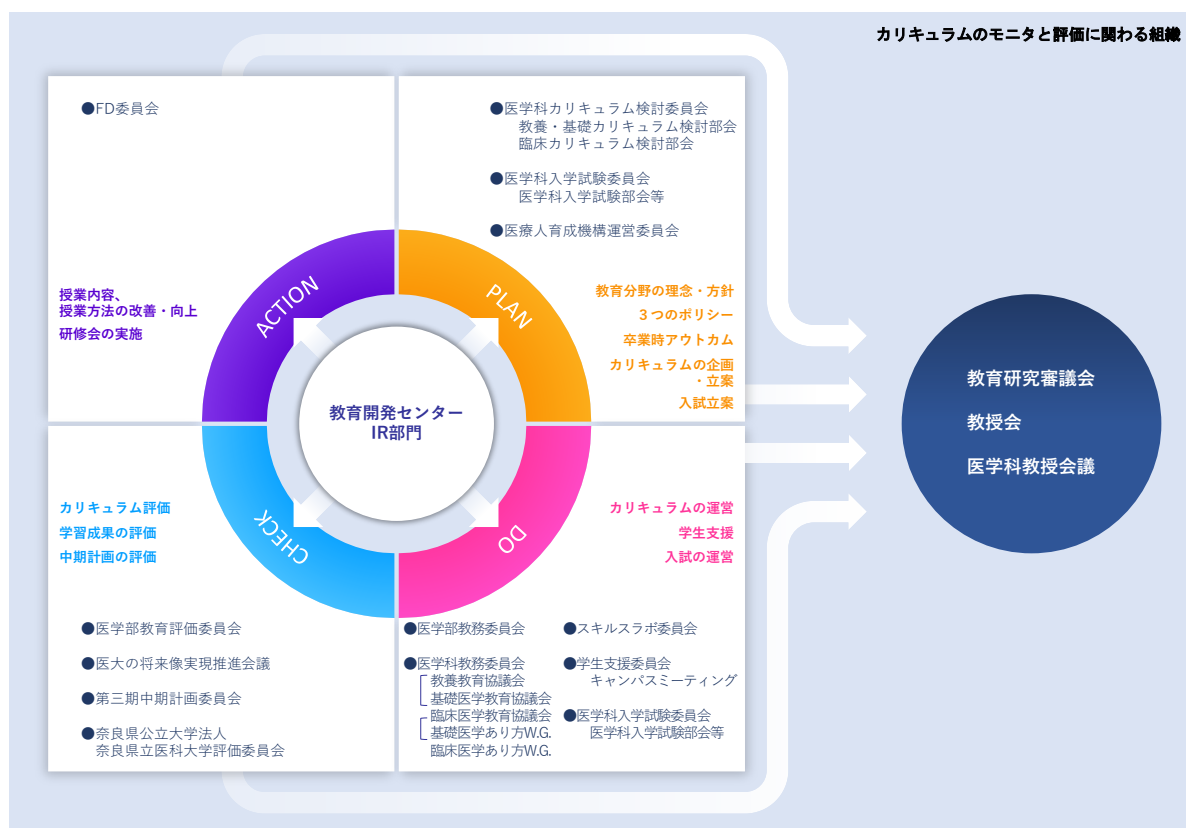 カリキュラムのモニタと評価に関わる組織
●FD委員会
授業内容、
授業方法の改善・向上
研修会の実施
ACTION
●医学科カリキュラム検討委員会
教養・基礎カリキュラム検討部会
臨床カリキュラム検討部会
●医学科入学試験委員会
医学科入学試験部会等
●医療人育成機構運営委員会
PLAN
教育分野の理念・方針
３つのポリシー
卒業時アウトカム
カリキュラムの企画
・立案
入試立案
教育開発センター
IR部門
教育研究審議会
教授会
医学科教授会議
カリキュラム評価
学習成果の評価
中期計画の評価
CHECK
●医学部教育評価委員会
●医大の将来像実現推進会議
●第三期中期計画委員会
●奈良県公立大学法人
奈良県立医科大学評価委員会
DO
カリキュラムの運営
学生支援
入試の運営
●医学部教務委員会
●医学科教務委員会
教養教育協議会
基礎医学教育協議会
臨床医学教育協議会
基礎医学あり方W.G.
臨床医学あり方W.G.
●スキルスラボ委員会
●学生支援委員会
キャンパスミーティング
●医学科入学試験委員会
医学科入学試験部会等